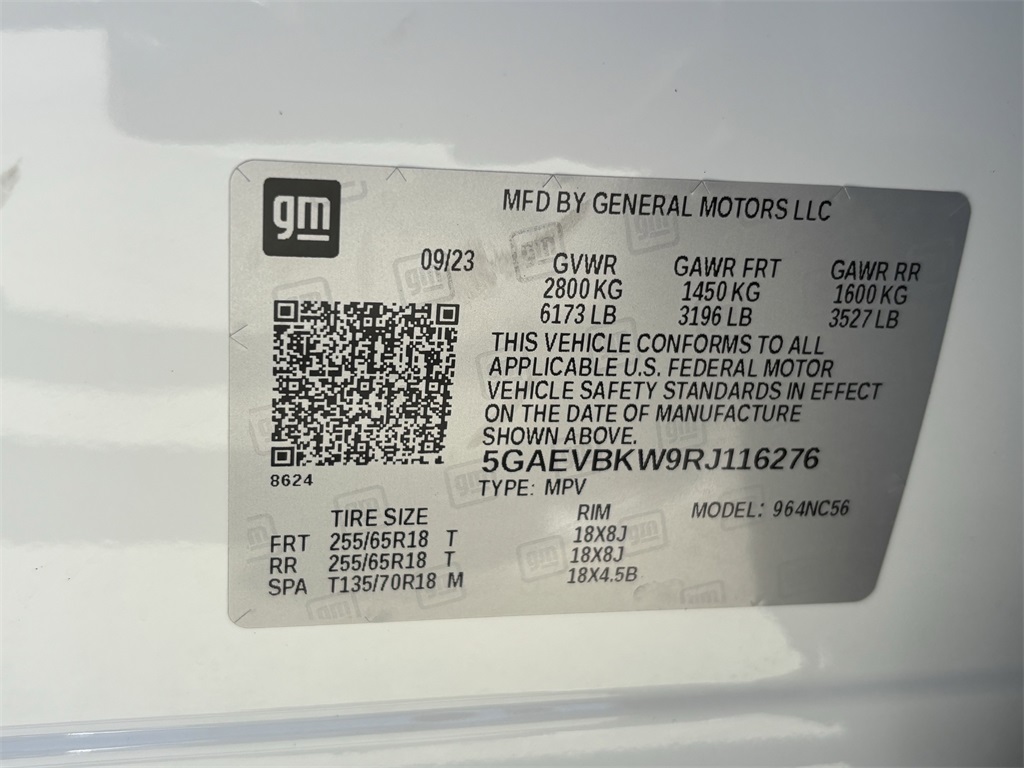 gm
MFD BY GENERAL MOTORS LLC
09/23 GVWR GAWR FRT GAWR RR
2800 KG 1450 KG 1600 KG
6173 LB 3196 LB 3527 LB
THIS VEHICLE CONFORMS TO ALL
APPLICABLE U.S. FEDERAL MOTOR
VEHICLE SAFETY STANDARDS IN EFFECT
ON THE DATE OF MANUFACTURE
SHOWN ABOVE.
5GAEVBKW9RJ116276
8624
TYPE: MPV
TIRE SIZE RIM MODEL: 964NC56
FRT 255/65R18 T 18X8J
RR 255/65R18 T 18X8J
SPA T135/70R18 M 18X4.5B